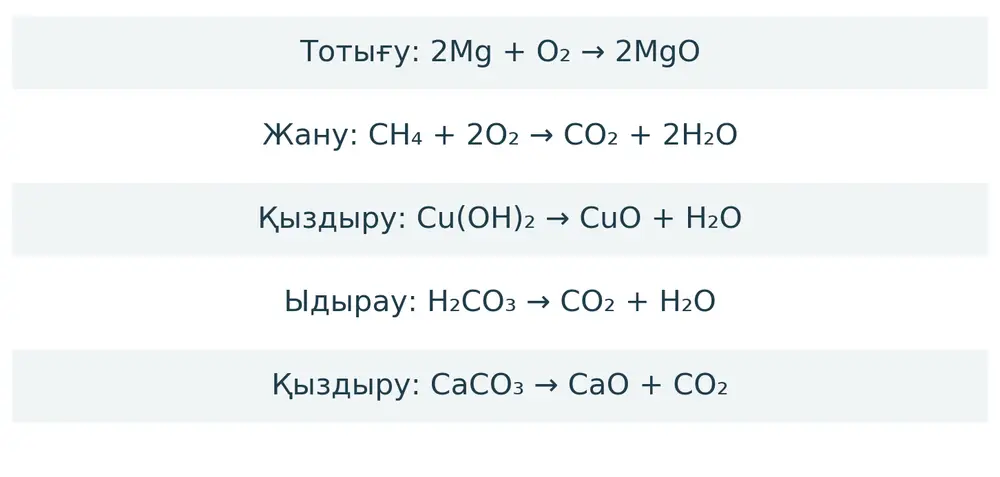 Тотығу: 2Mg + O₂ → 2MgO
Жану: CH₄ + 2O₂ → CO₂ + 2H₂O
Қыздыру: Cu(OH)₂ → CuO + H₂O
Ыдырау: H₂CO₃ → CO₂ + H₂O
Қыздыру: CaCO₃ → CaO + CO₂